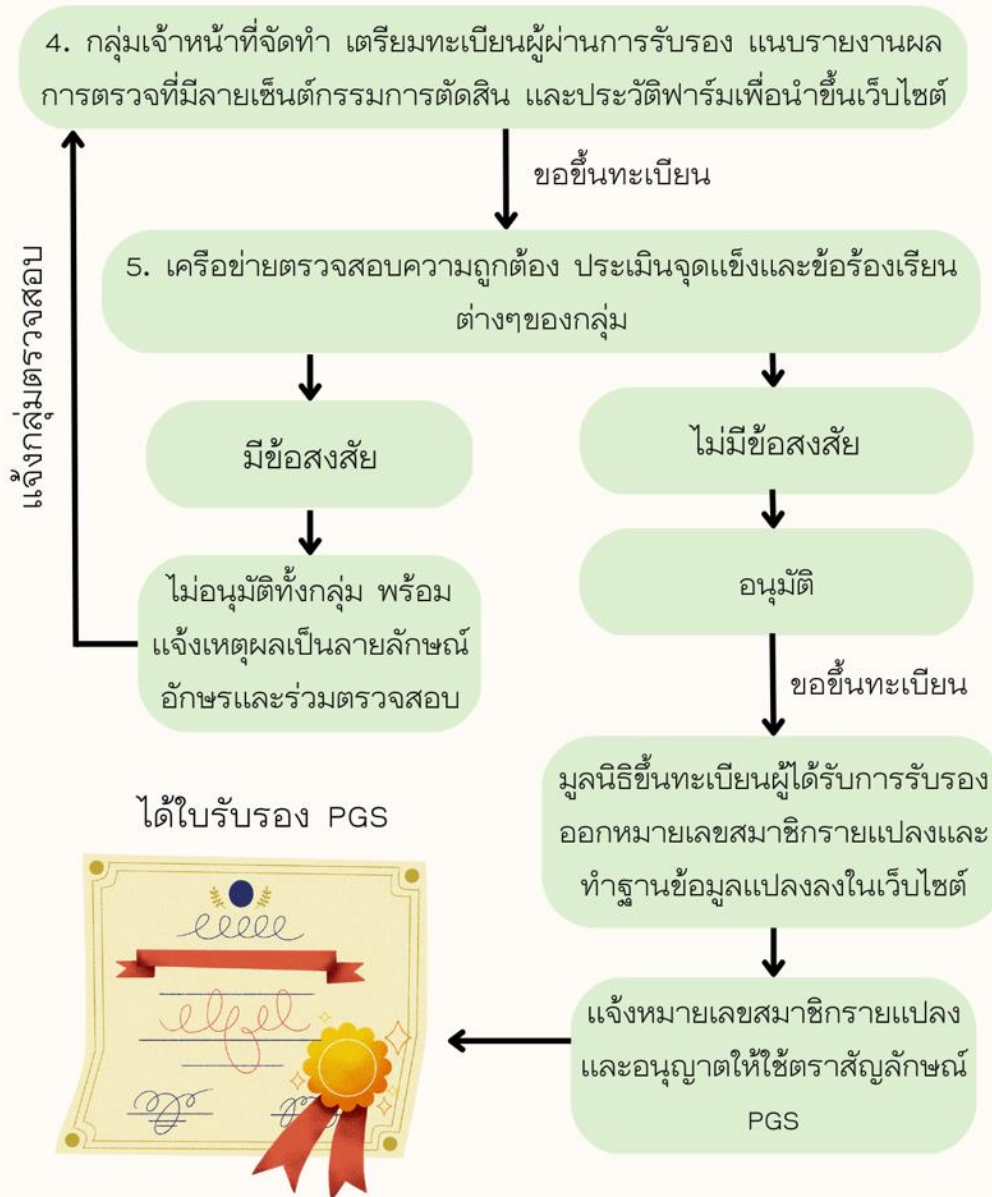 4. กลุ่มเจ้าหน้าที่จัดทำ เตรียมทะเบียนผู้ผ่านการรับรอง แนบรายงานผล
การตรวจที่มีลายเซ็นต์กรรมการตัดสิน และประวัติฟาร์มเพื่อนำขึ้นเว็บไซต์
ขอขึ้นทะเบียน
แจ้งกลุ่มตรวจสอบ
5. เครือข่ายตรวจสอบความถูกต้อง ประเมินจุดแข็งและข้อร้องเรียน
ต่างๆของกลุ่ม
มีข้อสงสัย
ไม่มีข้อสงสัย
ไม่อนุมัติทั้งกลุ่ม พร้อม
แจ้งเหตุผลเป็นลายลักษณ์
อักษรและร่วมตรวจสอบ
อนุมัติ
ขอขึ้นทะเบียน
มูลนิธิขึ้นทะเบียนผู้ได้รับการรับรอง
ออกหมายเลขสมาชิกรายแปลงและ
ทำฐานข้อมูลแปลงลงในเว็บไซต์
แจ้งหมายเลขสมาชิกรายแปลง
และอนุญาตให้ใช้ตราสัญลักษณ์
PGS
ได้ใบรับรอง PGS